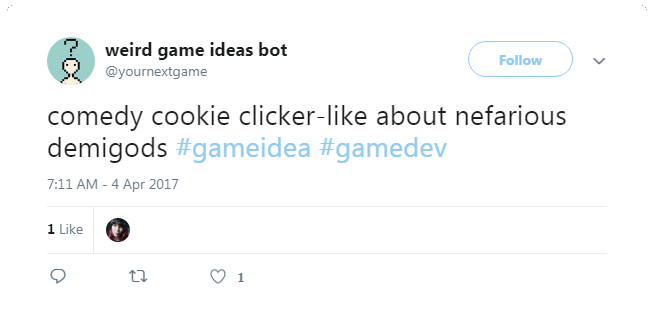 weird game ideas bot
@yournextgame
Follow
comedy cookie clicker-like about nefarious
demigods #gameidea #gamedev
7:11 AM - 4 Apr 2017
1 Like
1